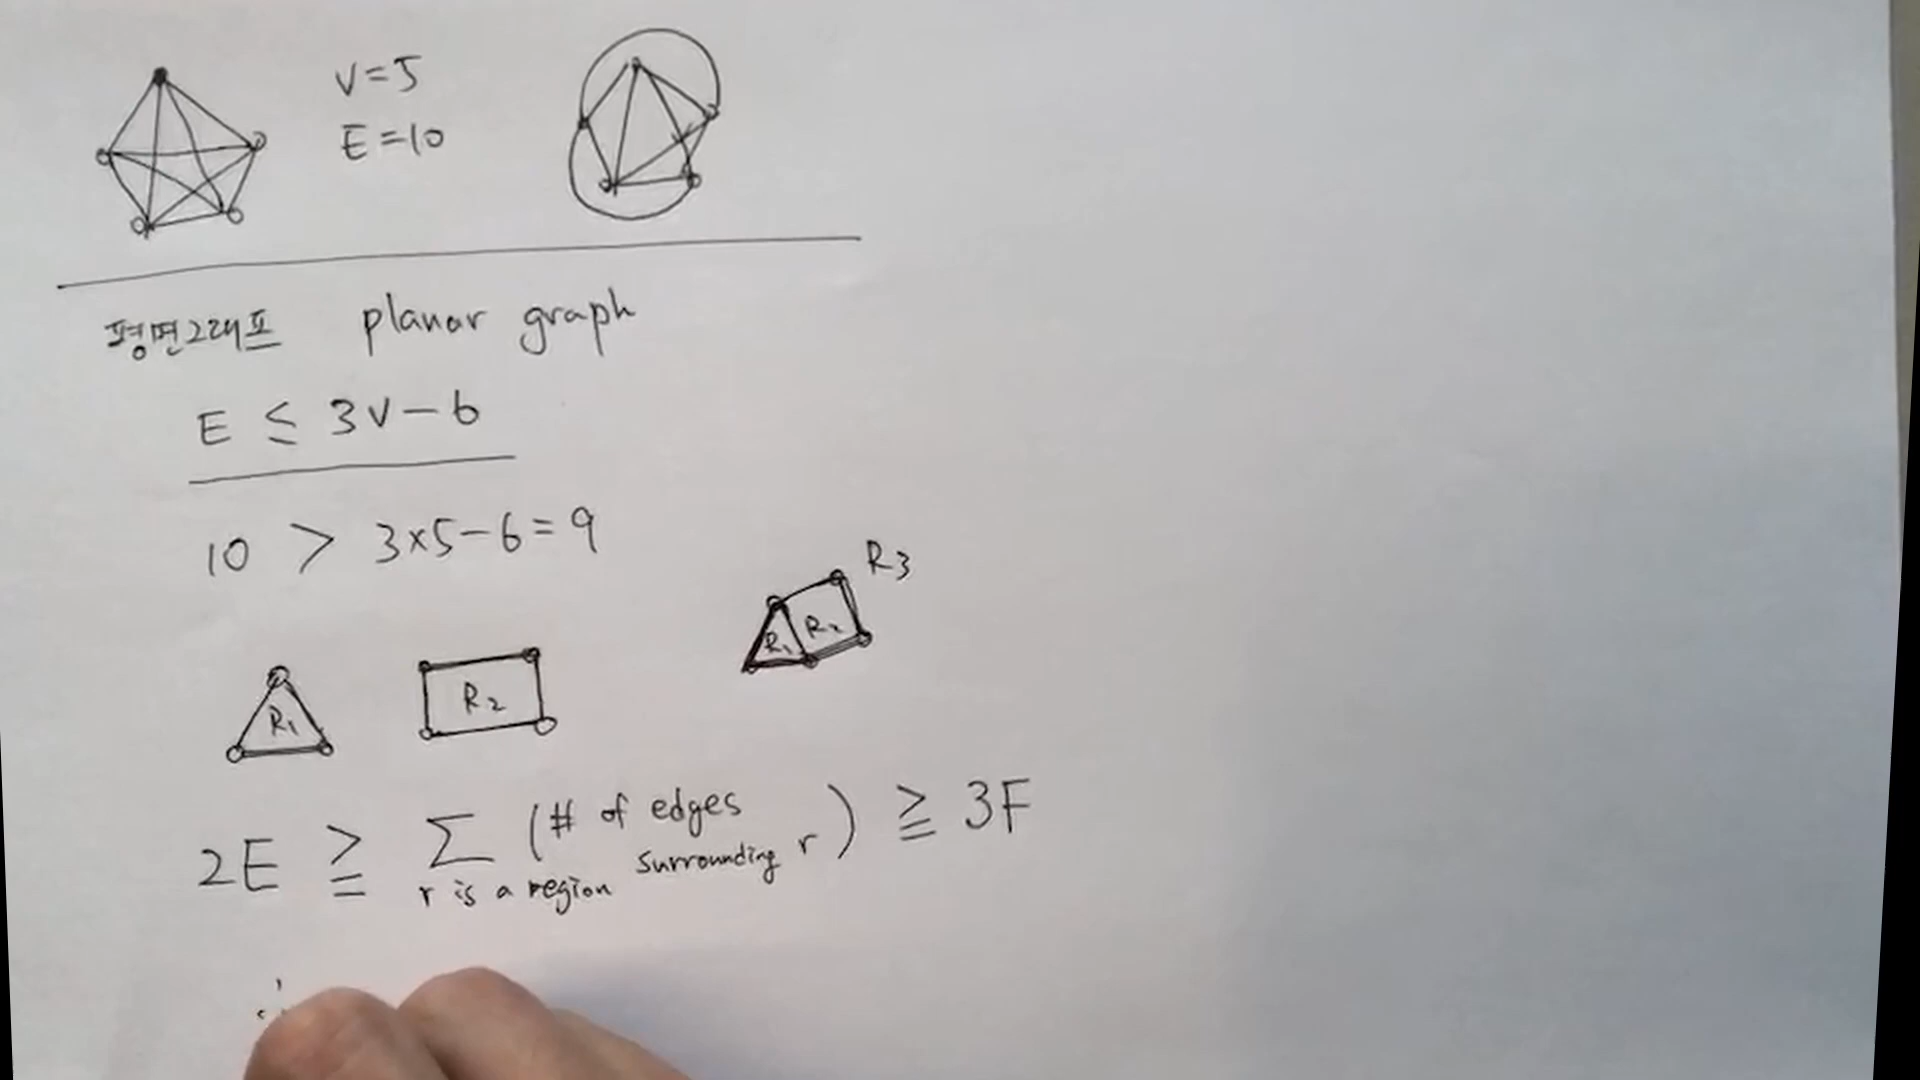 V=5
E=10
평면그래프 planar graph
E ≤ 3V-6
10 > 3×5-6=9
R3
R1 R2
R1
R2
2E ≧ Σ (# of edges surrounding r) ≧ 3F
r is a region